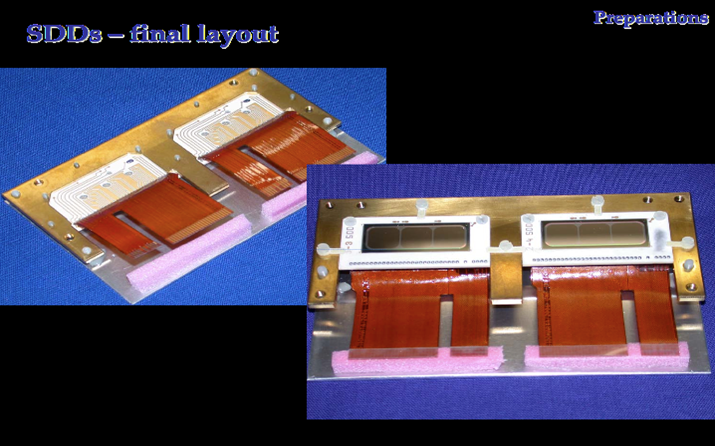 SDDs – final layout
Preparations